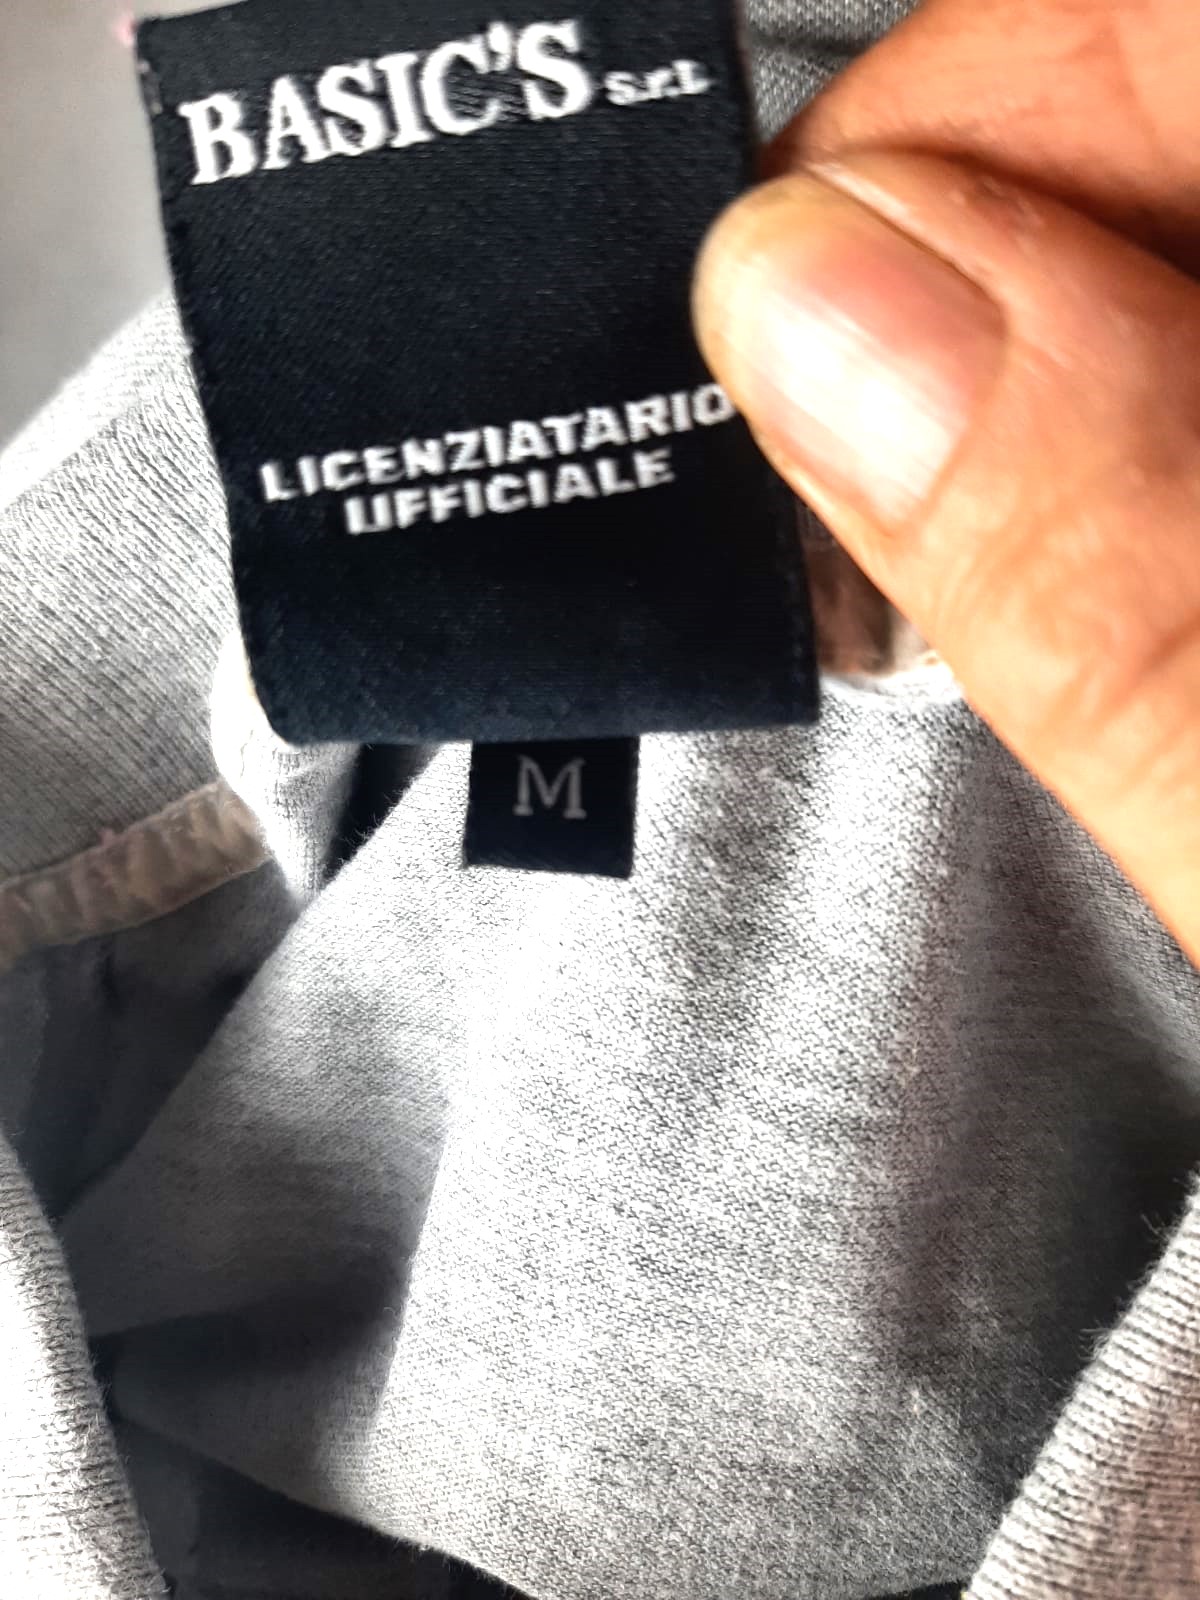 BASIC'S S.r.L
LICENZIATARIO
UFFICIALE
M